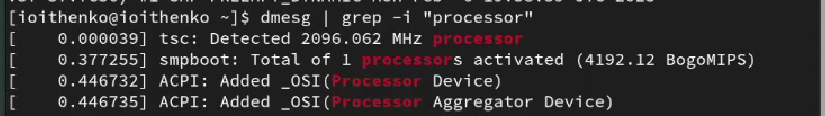 [ioithenko@ioithenko ~]$ dmesg | grep -i "processor"
[    0.000039] tsc: Detected 2096.062 MHz processor
[    0.377255] smpboot: Total of 1 processors activated (4192.12 BogoMIPS)
[    0.446732] ACPI: Added _OSI(Processor Device)
[    0.446735] ACPI: Added _OSI(Processor Aggregator Device)